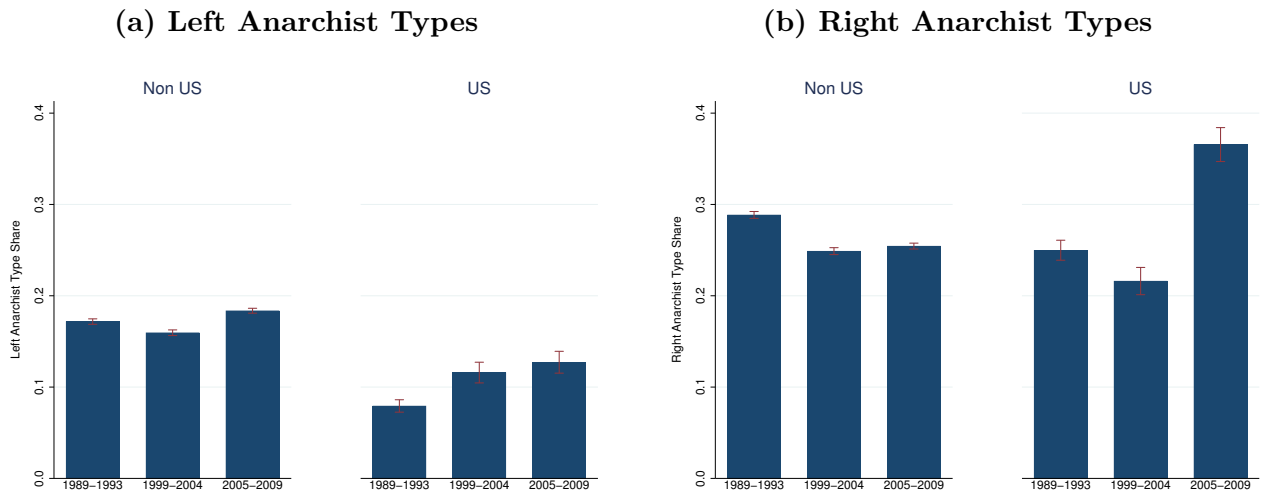 (a) Left Anarchist Types
Non US
US
Left Anarchist Type Share
0.4
0.3
0.2
0.1
0.0
1989−1993 1999−2004 2005−2009
1989−1993 1999−2004 2005−2009
(b) Right Anarchist Types
Non US
US
Right Anarchist Type Share
0.4
0.3
0.2
0.1
0.0
1989−1993 1999−2004 2005−2009
1989−1993 1999−2004 2005−2009